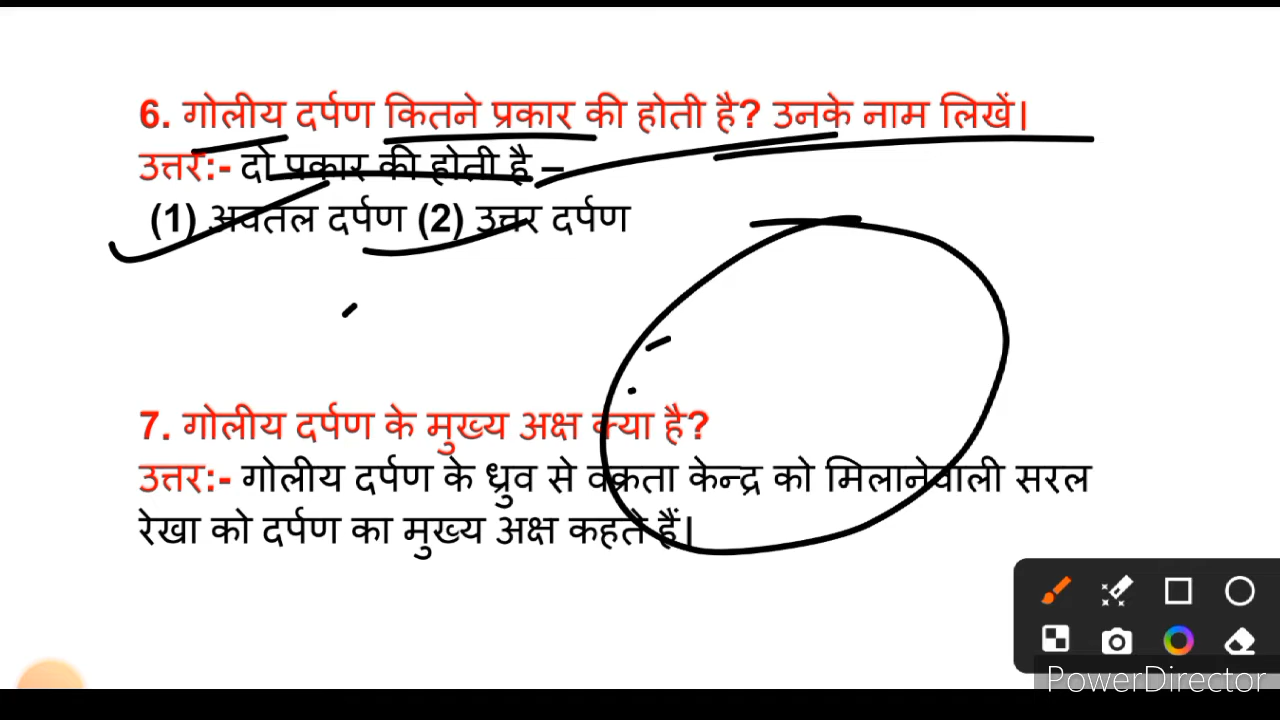 6. गोलीय दर्पण कितने प्रकार की होती है? उनके नाम लिखें।
उत्तर:- दो प्रकार की होती है –
(1) अवतल दर्पण (2) उत्तर दर्पण
7. गोलीय दर्पण के मुख्य अक्ष क्या है?
उत्तर:- गोलीय दर्पण के ध्रुव से वक्रता केन्द्र को मिलानेवाली सरल
रेखा को दर्पण का मुख्य अक्ष कहते हैं।
PowerDirector